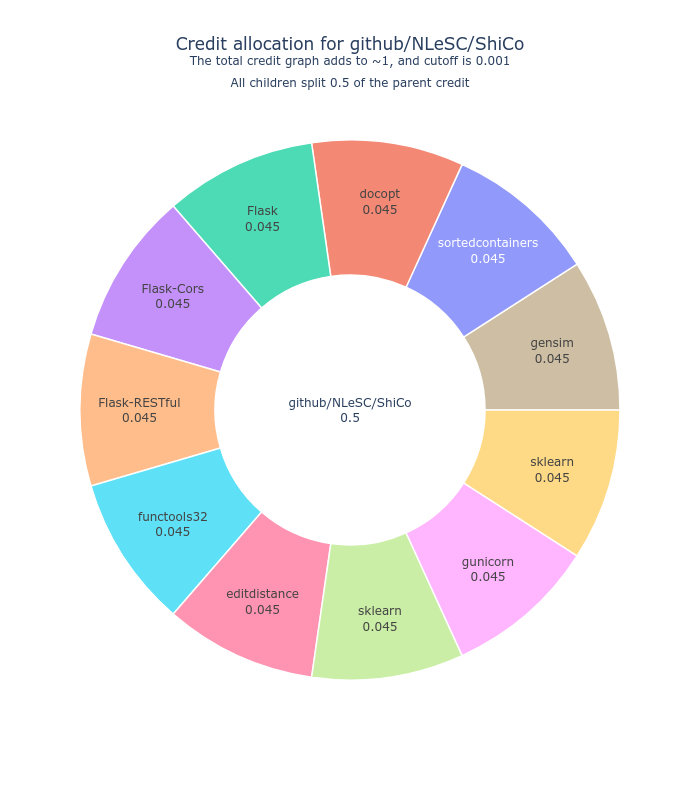 Credit allocation for github/NLeSC/ShiCo
The total credit graph adds to ~1, and cutoff is 0.001
All children split 0.5 of the parent credit
docopt
0.045
Flask
0.045
sortedcontainers
0.045
Flask-Cors
0.045
gensim
0.045
Flask-RESTful
0.045
github/NLeSC/ShiCo
0.5
sklearn
0.045
functools32
0.045
gunicorn
0.045
editdistance
0.045
sklearn
0.045